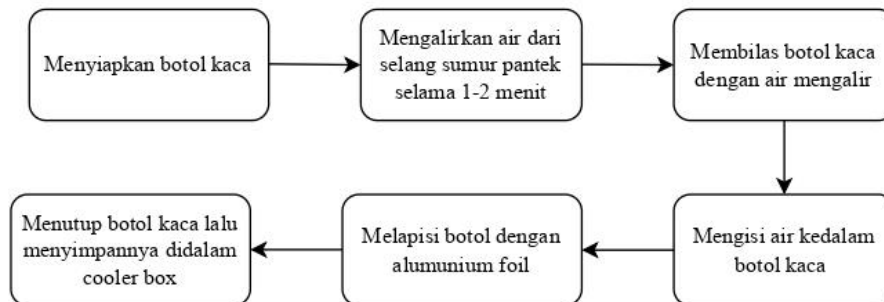 Menyiapkan botol kaca
Mengalirkan air dari
selang sumur pantek
selama 1-2 menit
Membilas botol kaca
dengan air mengalir
Mengisi air kedalam
botol kaca
Melapisi botol dengan
alumunium foil
Menutup botol kaca lalu
menyimpannya didalam
cooler box